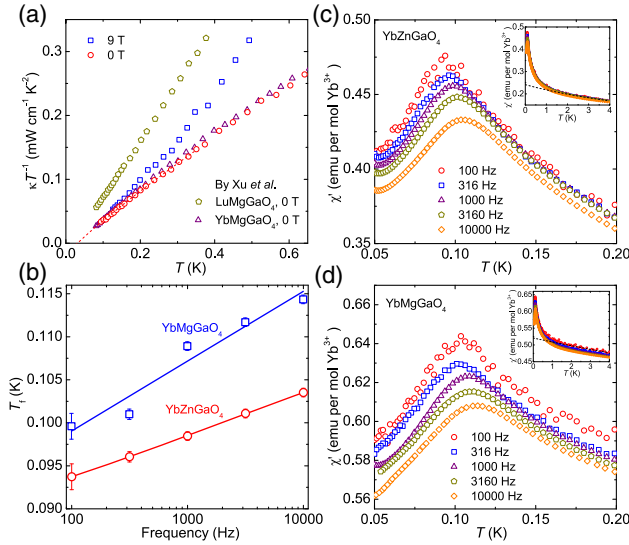 (a)
κT⁻¹ (mW cm⁻¹ K⁻²)
0.3
0.2
0.1
0.0
9 T
0 T
By Xu et al.
LuMgGaO₄, 0 T
YbMgGaO₄, 0 T
0.0 0.2 0.4 0.6
T (K)
(b)
T_f (K)
0.115
0.110
0.105
0.100
0.095
0.090
YbMgGaO₄
YbZnGaO₄
100 1000 10000
Frequency (Hz)
(c)
χ' (emu per mol Yb³⁺)
0.50
0.45
0.40
0.35
YbZnGaO₄
100 Hz
316 Hz
1000 Hz
3160 Hz
10000 Hz
0.05 0.10 0.15 0.20
T (K)
χ' (emu per mol Yb³⁺)
0.5
0.4
0.3
0.2
0 1 2 3 4
T (K)
(d)
χ' (emu per mol Yb³⁺)
0.66
0.64
0.62
0.60
0.58
0.56
YbMgGaO₄
100 Hz
316 Hz
1000 Hz
3160 Hz
10000 Hz
0.05 0.10 0.15 0.20
T (K)
χ' (emu per mol Yb³⁺)
0.65
0.60
0.55
0.50
0.45
0 1 2 3 4
T (K)